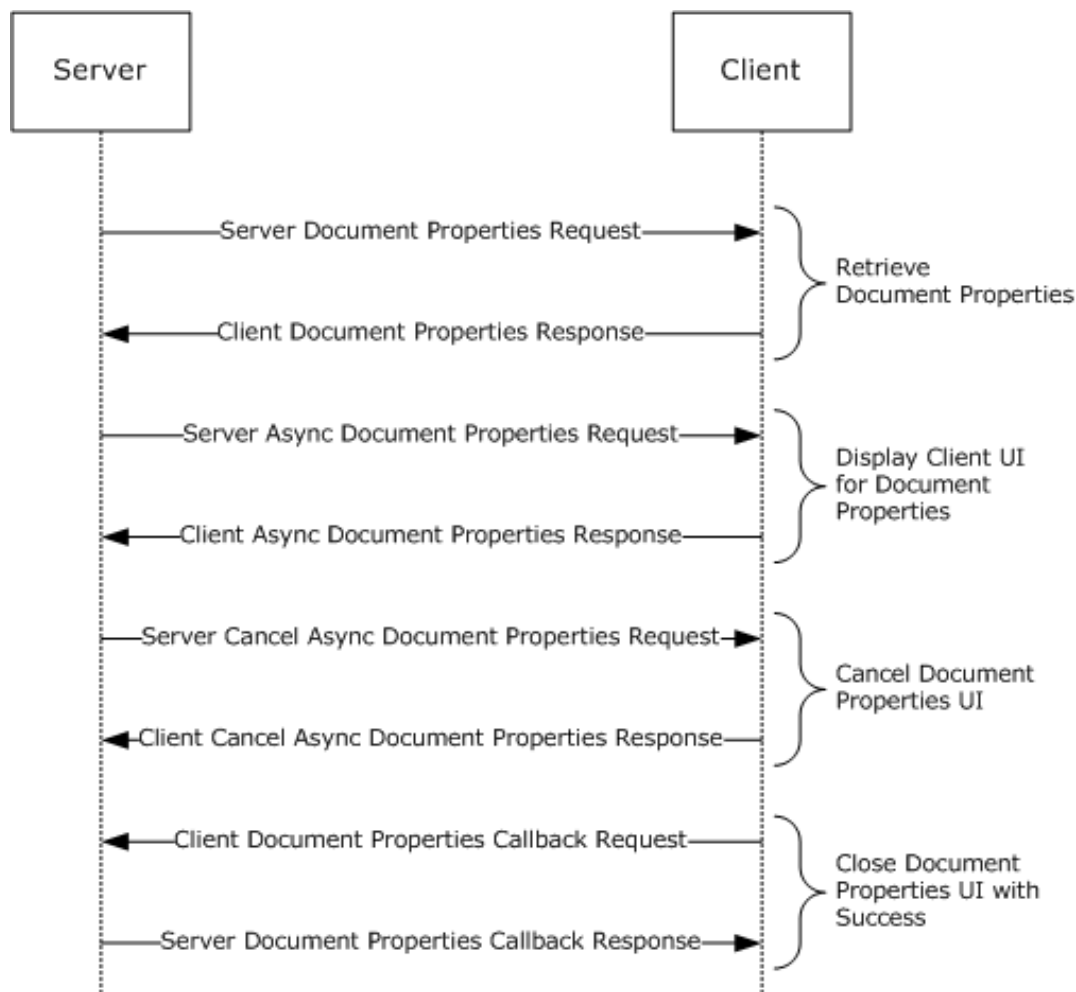 Server
Client
Server Document Properties Request
Retrieve
Document Properties
Client Document Properties Response
Server Async Document Properties Request
Display Client UI
for Document
Properties
Client Async Document Properties Response
Server Cancel Async Document Properties Request
Cancel Document
Properties UI
Client Cancel Async Document Properties Response
Client Document Properties Callback Request
Close Document
Properties UI with
Success
Server Document Properties Callback Response